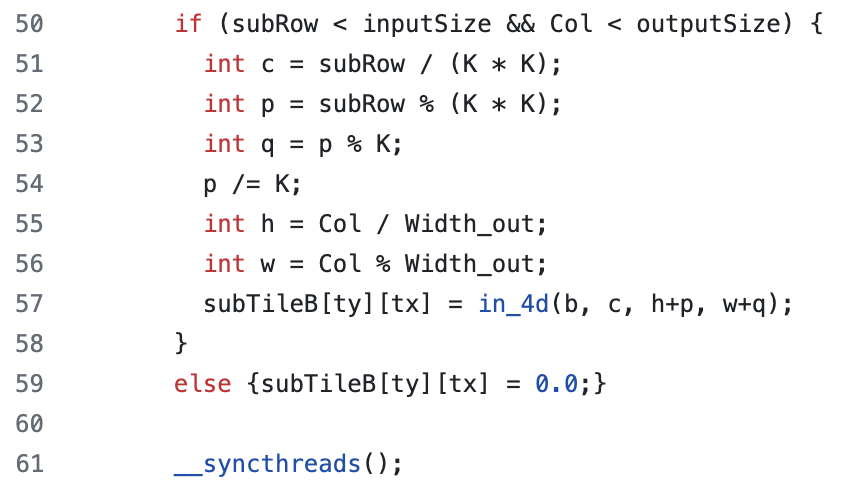 50 if (subRow < inputSize && Col < outputSize) {
51 int c = subRow / (K * K);
52 int p = subRow % (K * K);
53 int q = p % K;
54 p /= K;
55 int h = Col / Width_out;
56 int w = Col % Width_out;
57 subTileB[ty][tx] = in_4d(b, c, h+p, w+q);
58 }
59 else {subTileB[ty][tx] = 0.0;}
60
61 __syncthreads();